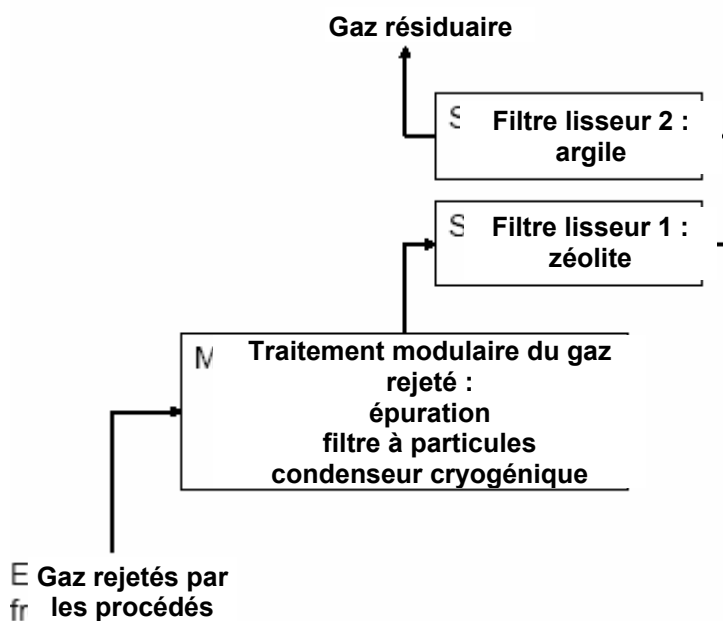 Gaz résiduaire
S Filtre lisseur 2 :
argile
S Filtre lisseur 1 :
zéolite
M Traitement modulaire du gaz
rejeté :
épuration
filtre à particules
condenseur cryogénique
E Gaz rejetés par
fr les procédés